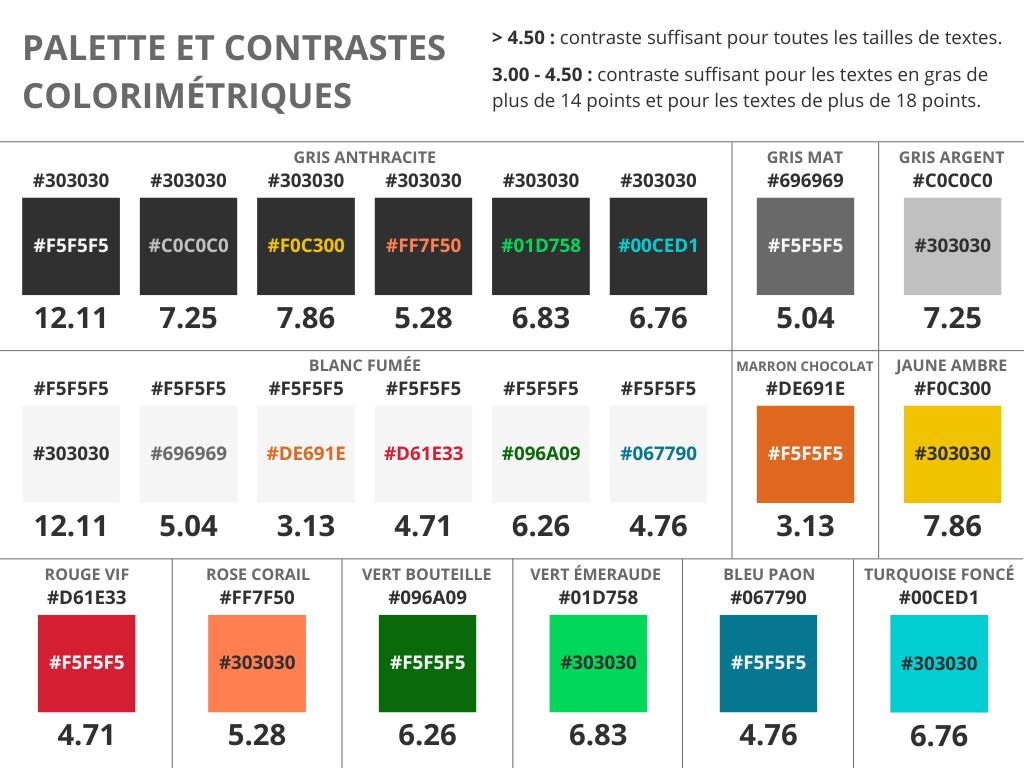 PALETTE ET CONTRASTES
COLORIMÉTRIQUES
> 4.50 : contraste suffisant pour toutes les tailles de textes.
3.00 - 4.50 : contraste suffisant pour les textes en gras de
plus de 14 points et pour les textes de plus de 18 points.
GRIS ANTHRACITE
#303030 #303030 #303030 #303030 #303030 #303030
#F5F5F5 #C0C0C0 #F0C300 #FF7F50 #01D758 #00CED1
12.11 7.25 7.86 5.28 6.83 6.76
GRIS MAT
#696969
#F5F5F5
5.04
GRIS ARGENT
#C0C0C0
#303030
7.25
BLANC FUMÉE
#F5F5F5 #F5F5F5 #F5F5F5 #F5F5F5 #F5F5F5 #F5F5F5
#303030 #696969 #DE691E #D61E33 #096A09 #067790
12.11 5.04 3.13 4.71 6.26 4.76
MARRON CHOCOLAT
#DE691E
#F5F5F5
3.13
JAUNE AMBRE
#F0C300
#303030
7.86
ROUGE VIF
#D61E33
#F5F5F5
4.71
ROSE CORAIL
#FF7F50
#303030
5.28
VERT BOUTEILLE
#096A09
#F5F5F5
6.26
VERT ÉMERAUDE
#01D758
#303030
6.83
BLEU PAON
#067790
#F5F5F5
4.76
TURQUOISE FONCÉ
#00CED1
#303030
6.76